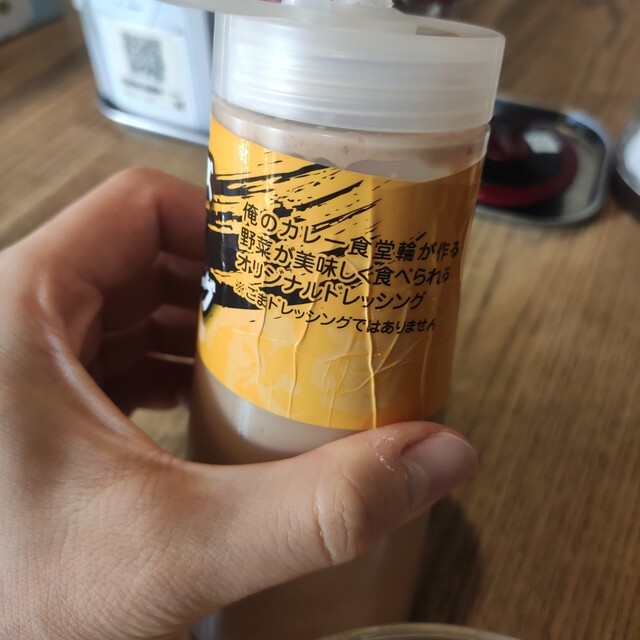 俺のカレー食堂輪が作る
野菜が美味しく食べられる
オリジナルドレッシング
※ごまドレッシングではありません